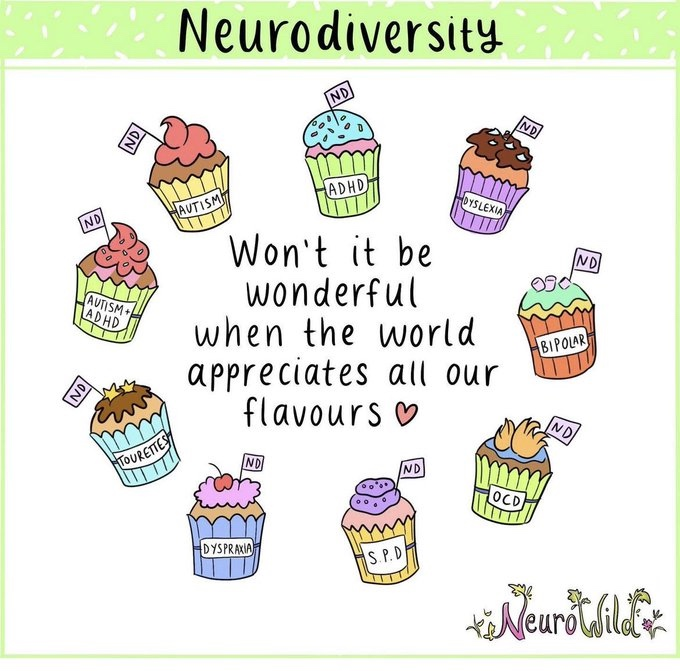 Neurodiversity
ND
AUTISM
ND
ADHD
ND
DYSLEXIA
ND
AUTISM+
ADHD
ND
BIPOLAR
Won't it be
wonderful
when the world
appreciates all our
flavours
ND
TOURETTES
ND
OCD
ND
DYSPRAXIA
ND
S.P.D
NeuroWild